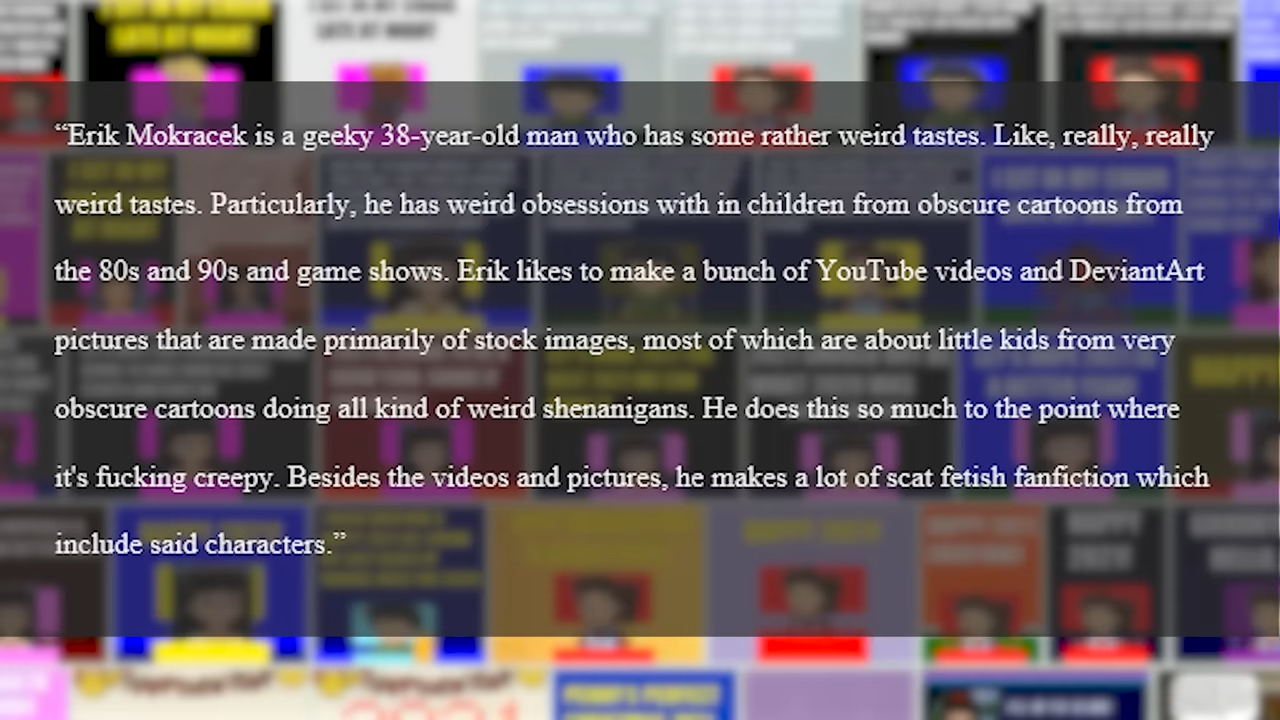 “Erik Mokracek is a geeky 38-year-old man who has some rather weird tastes. Like, really, really
weird tastes. Particularly, he has weird obsessions with in children from obscure cartoons from
the 80s and 90s and game shows. Erik likes to make a bunch of YouTube videos and DeviantArt
pictures that are made primarily of stock images, most of which are about little kids from very
obscure cartoons doing all kind of weird shenanigans. He does this so much to the point where
it's fucking creepy. Besides the videos and pictures, he makes a lot of scat fetish fanfiction which
include said characters.”